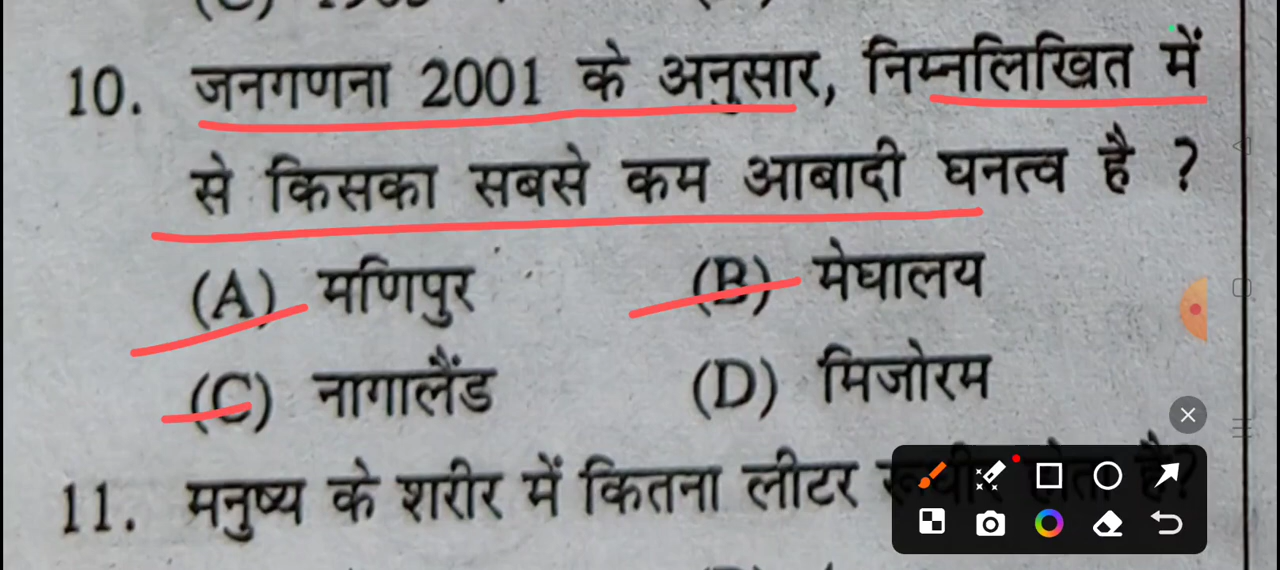 10. जनगणना 2001 के अनुसार, निम्नलिखित में
से किसका सबसे कम आबादी घनत्व है ?
(A) मणिपुर (B) मेघालय
(C) नागालैंड (D) मिजोरम
11. मनुष्य के शरीर में कितना लीटर रूधीर होता है?